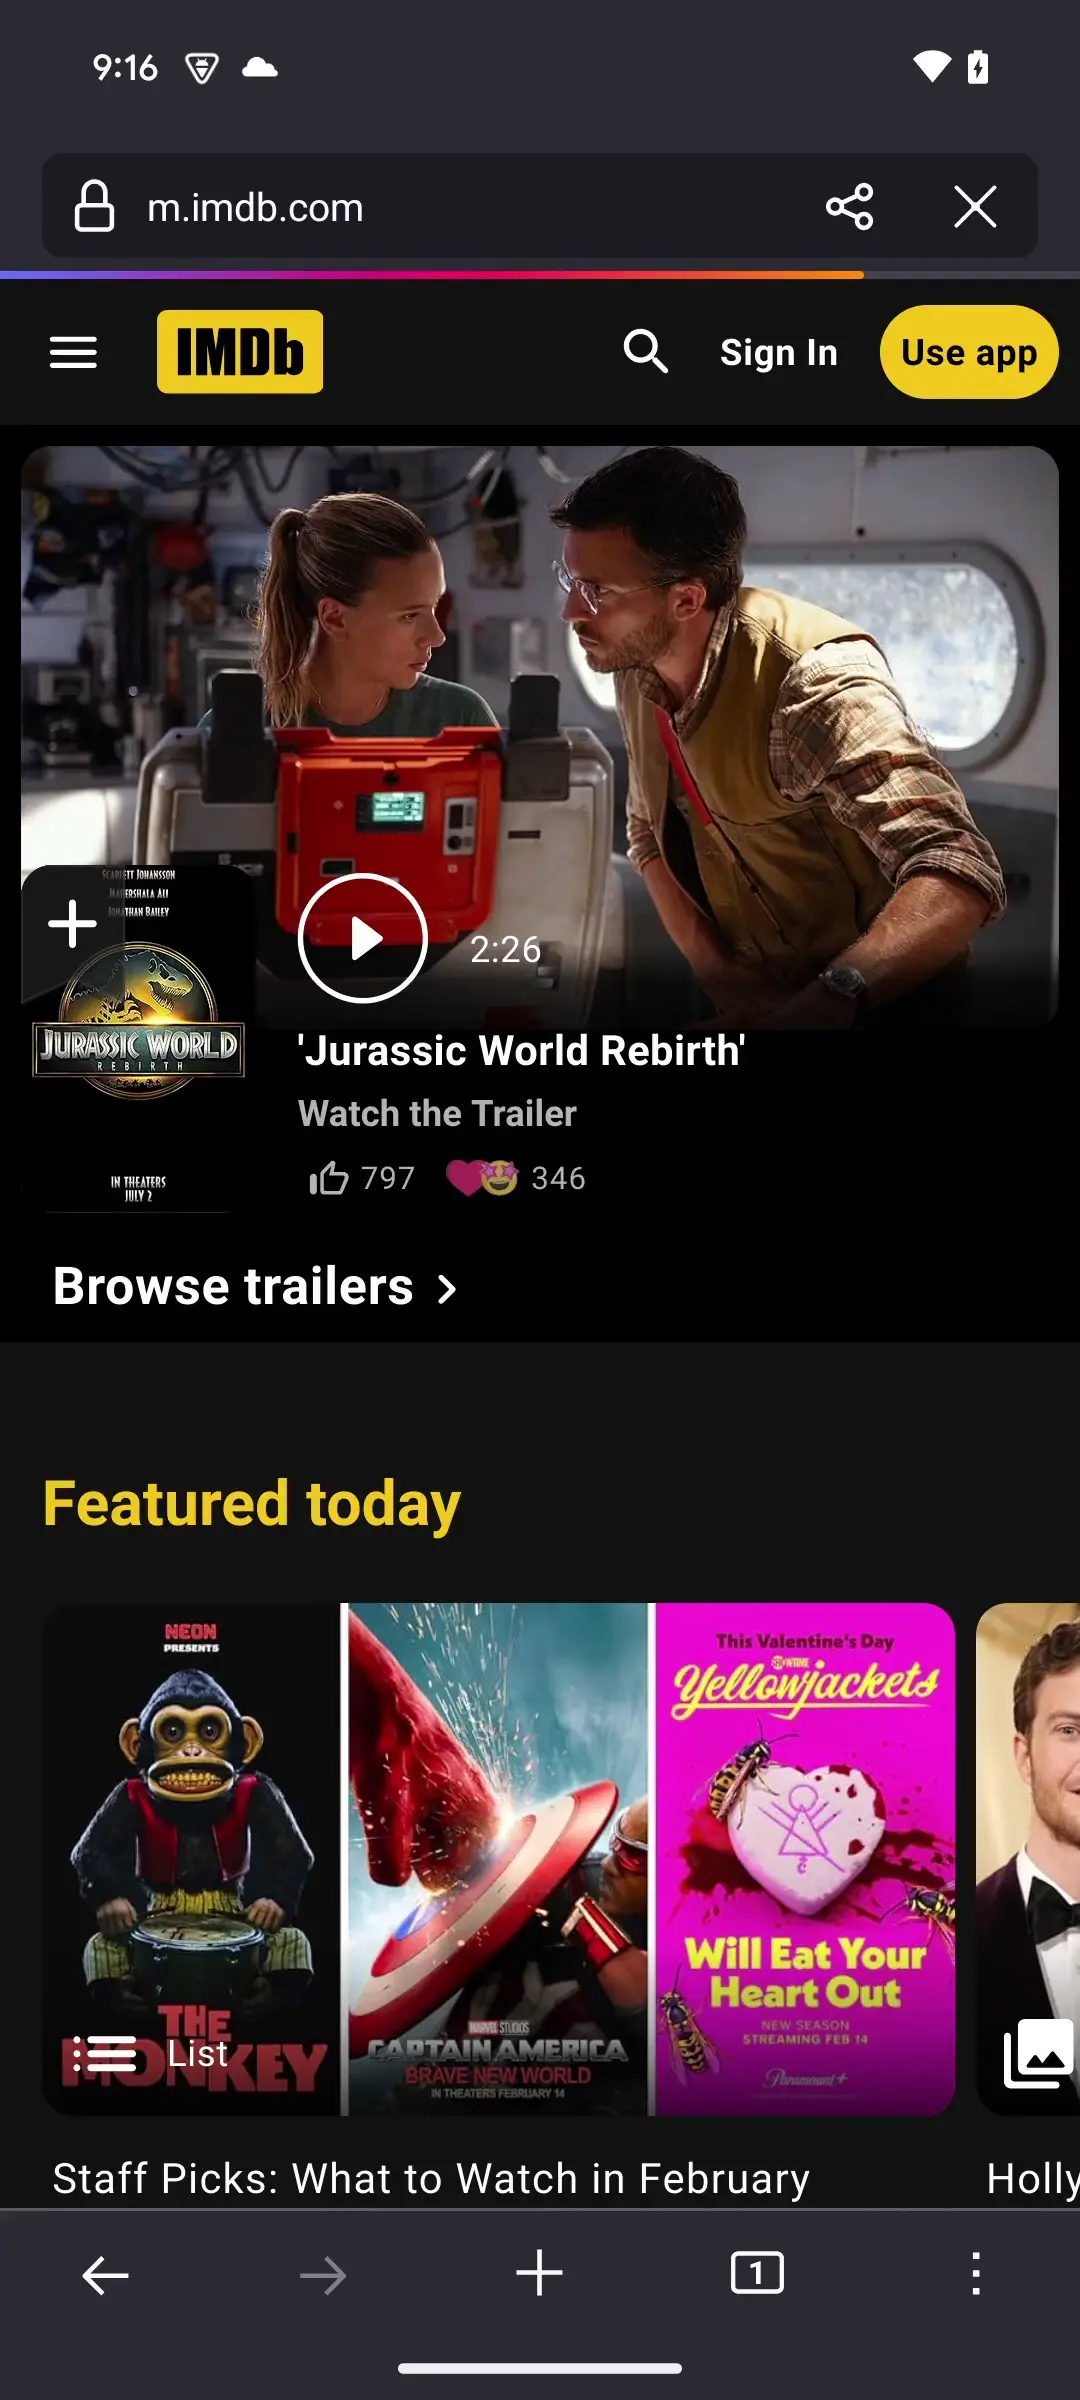 9:16
m.imdb.com
IMDb
Sign In
Use app
SCARLETT JOHANSSON
MAHERSHALA ALI
JONATHAN BAILEY
JURASSIC WORLD
REBIRTH
IN THEATERS
JULY 2
2:26
'Jurassic World Rebirth'
Watch the Trailer
797
346
Browse trailers
Featured today
NEON
PRESENTS
THE
MONKEY
List
MARVEL STUDIOS
CAPTAIN AMERICA
BRAVE NEW WORLD
IN THEATERS FEBRUARY 14
This Valentine's Day
SHOWTIME
Yellowjackets
Will Eat Your
Heart Out
NEW SEASON
STREAMING FEB 14
Paramount+
Staff Picks: What to Watch in February
Holly
1